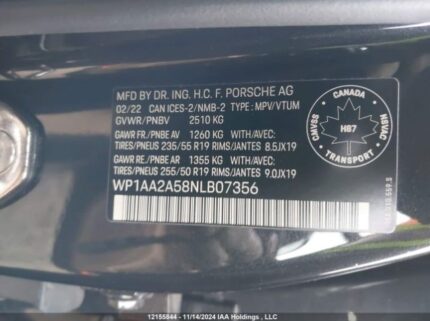 MFD BY DR. ING. H.C. F. PORSCHE AG
02/22 CAN ICES-2/NMB-2 TYPE: MPV/VTUM
GVWR/PNBV 2510 KG
GAWR FR/PNBE AV 1260 KG WITH/AVEC:
TIRES/PNEUS 235/55 R19 RIMS/JANTES 8.5JX19
GAWR RR/PNBE AR 1355 KG WITH/AVEC:
TIRES/PNEUS 255/50 R19 RIMS/JANTES 9.0JX19
WP1AA2A58NLB07356
CANADA
CMVSS
H87
NSVAC
TRANSPORT
12155844 - 11/14/2024 IAA Holdings, LLC Copyright